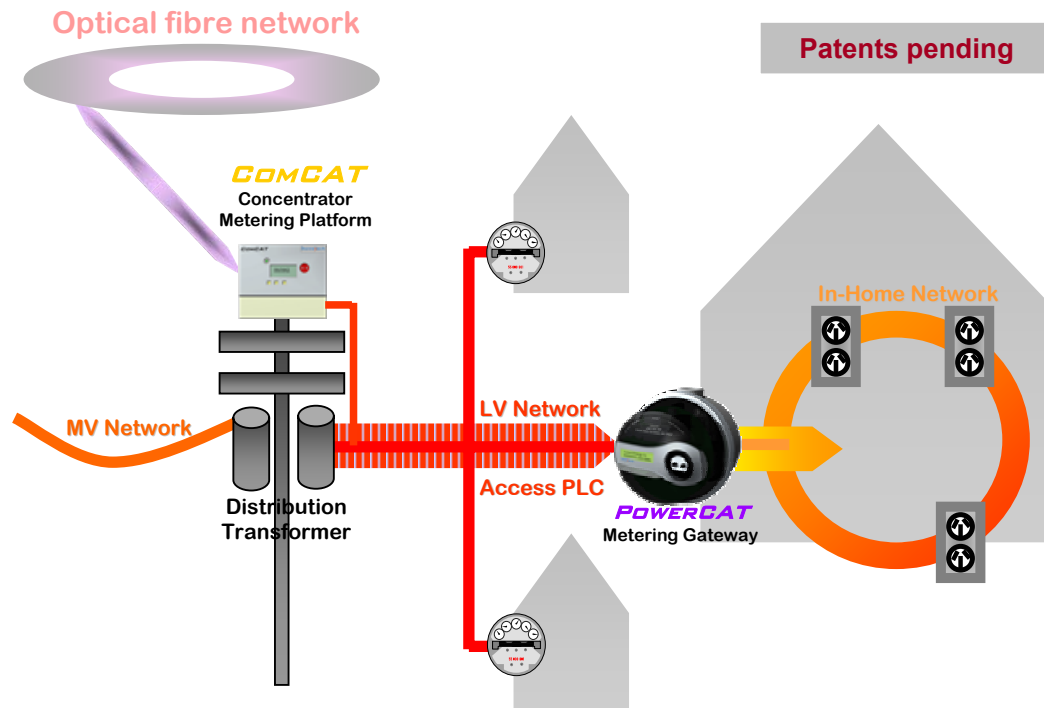 Optical fibre network
Patents pending
COMCAT
Concentrator
Metering Platform
COMCAT
In-Home Network
MV Network
LV Network
Access PLC
Distribution
Transformer
POWERCAT
Metering Gateway